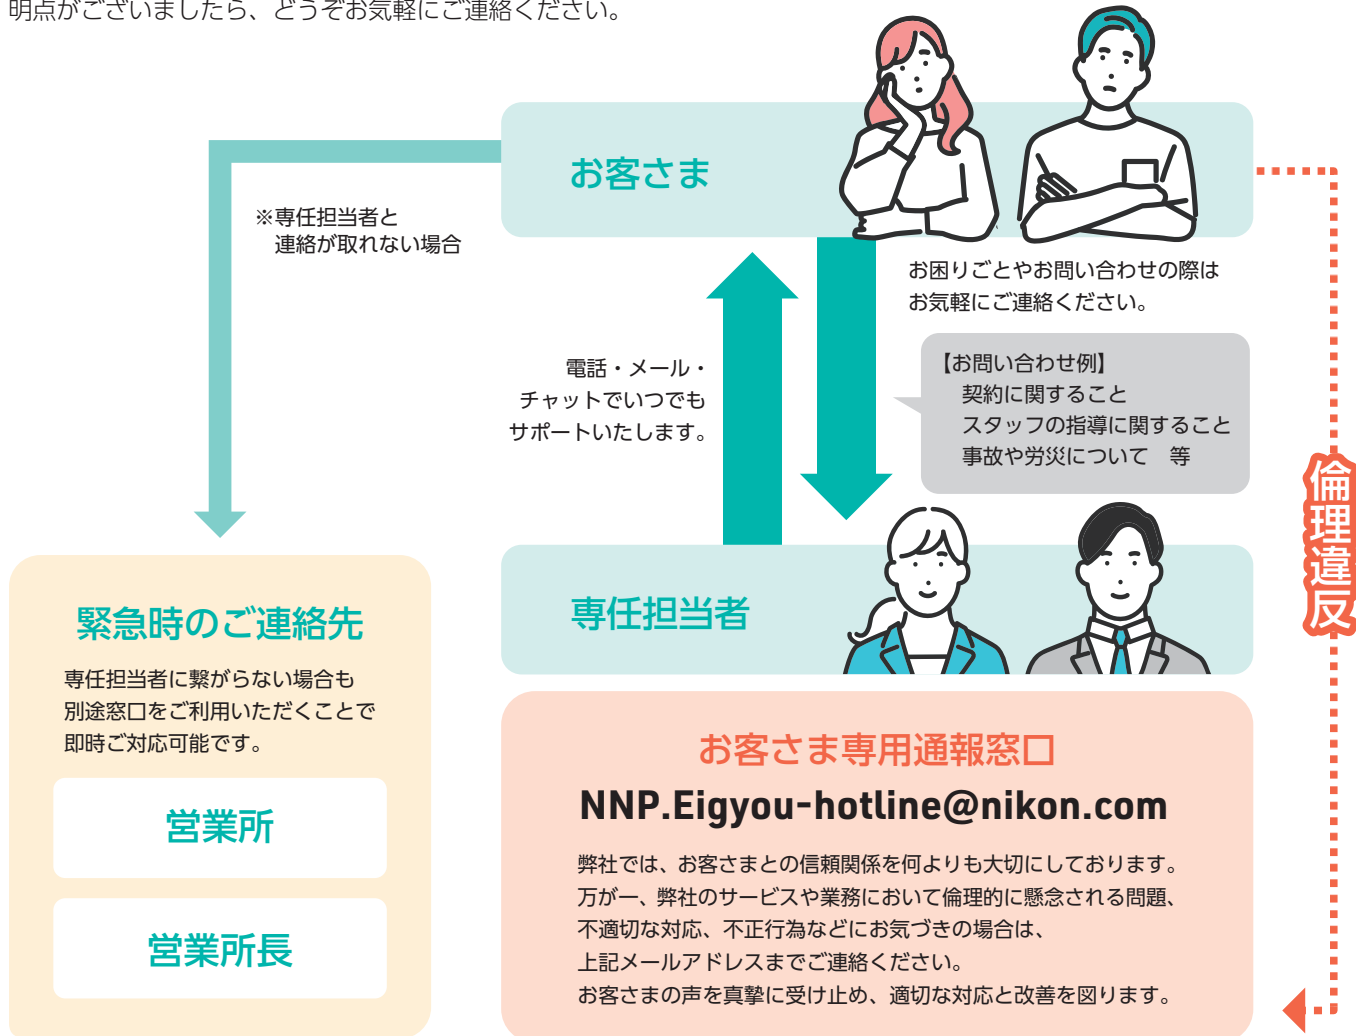 明点がございましたら、どうぞお気軽にご連絡ください。
お客さま
※専任担当者と
連絡が取れない場合
お困りごとやお問い合わせの際は
お気軽にご連絡ください。
電話・メール・
チャットでいつでも
サポートいたします。
【お問い合わせ例】
契約に関すること
スタッフの指導に関すること
事故や労災について　等
倫理違反
専任担当者
緊急時のご連絡先
専任担当者に繋がらない場合も
別途窓口をご利用いただくことで
即時ご対応可能です。
営業所
営業所長
お客さま専用通報窓口
NNP.Eigyou-hotline@nikon.com
弊社では、お客さまとの信頼関係を何よりも大切にしております。
万が一、弊社のサービスや業務において倫理的に懸念される問題、
不適切な対応、不正行為などにお気づきの場合は、
上記メールアドレスまでご連絡ください。
お客さまの声を真摯に受け止め、適切な対応と改善を図ります。